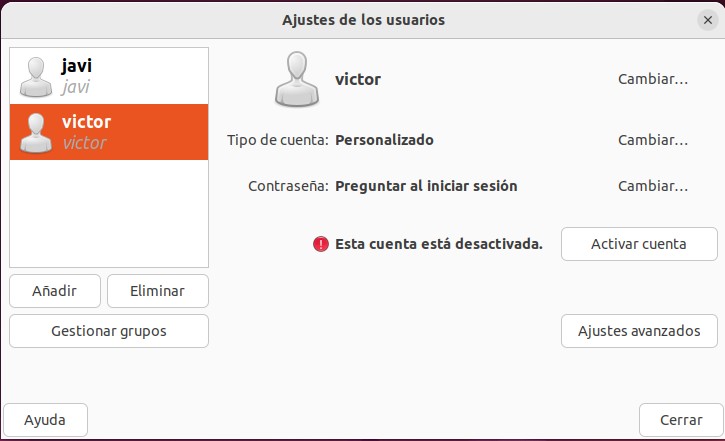 Ajustes de los usuarios
javi
javi
victor
victor
Añadir
Eliminar
Gestionar grupos
victor
Cambiar…
Tipo de cuenta: Personalizado
Cambiar…
Contraseña: Preguntar al iniciar sesión
Cambiar…
Esta cuenta está desactivada.
Activar cuenta
Ajustes avanzados
Ayuda
Cerrar